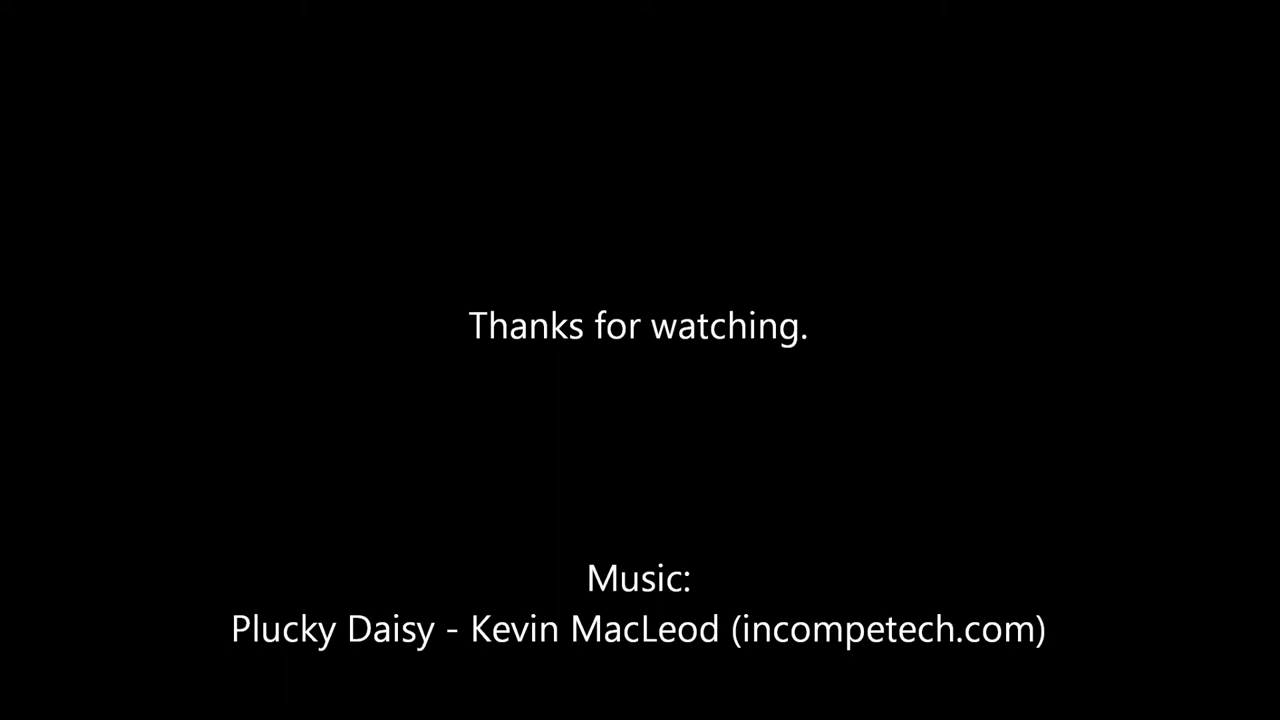 Thanks for watching.
Music:
Plucky Daisy - Kevin MacLeod (incompetech.com)